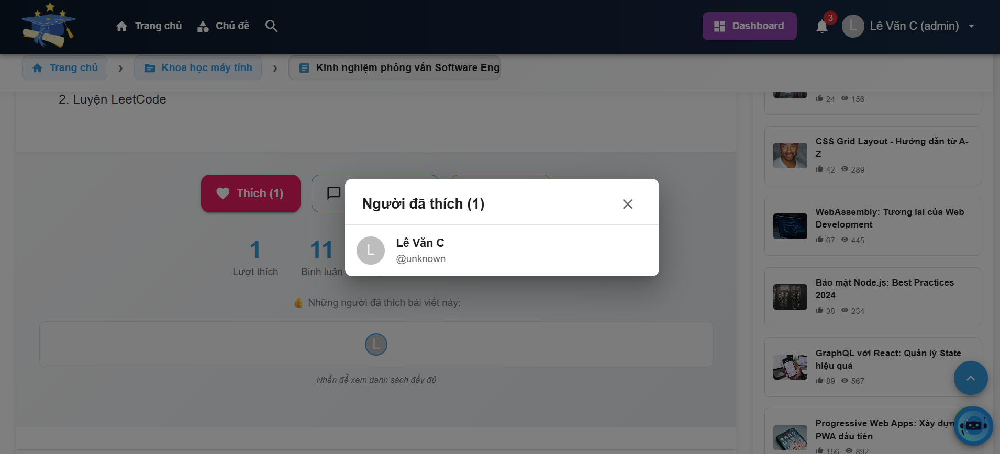 Trang chủ
Chủ đề
Dashboard
3
L
Lê Văn C (admin)
Trang chủ
›
Khoa học máy tính
›
Kinh nghiệm phỏng vấn Software Eng
2. Luyện LeetCode
Thích (1)
1
Lượt thích
11
Bình luận
👍 Những người đã thích bài viết này:
L
Nhấn để xem danh sách đầy đủ
Người đã thích (1)
L
Lê Văn C
@unknown
24 156
CSS Grid Layout - Hướng dẫn từ A-
Z
42 289
WebAssembly: Tương lai của Web
Development
67 445
Bảo mật Node.js: Best Practices
2024
38 234
GraphQL với React: Quản lý State
hiệu quả
89 567
Progressive Web Apps: Xây dựn
PWA đầu tiên
156 892